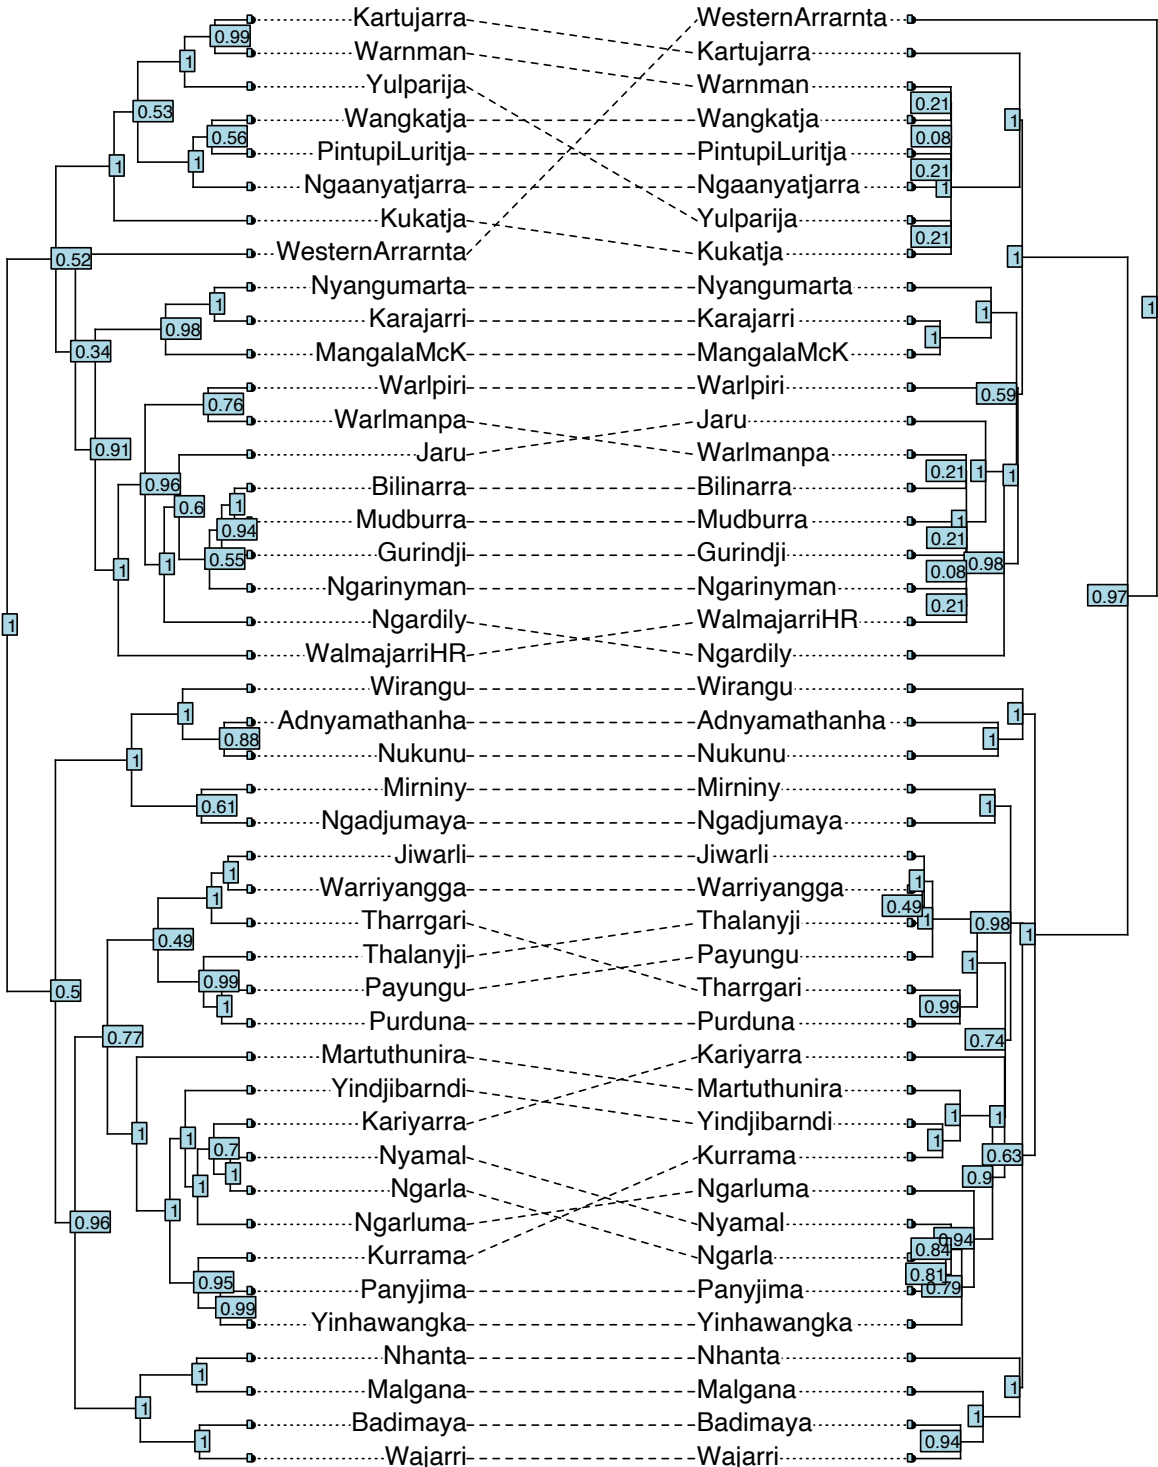 Kartujarra WesternArrarnta
0.99
Warnman Kartujarra
1
Yulparija Warnman
0.21
0.53
Wangkatja Wangkatja
1
0.56 0.08
PintupiLuritja PintupiLuritja
1 1
0.21
Ngaanyatjarra Ngaanyatjarra
1
Kukatja Yulparija
0.21
WesternArrarnta Kukatja
0.52 1
Nyangumarta Nyangumarta
1 1 1
Karajarri Karajarri
0.98 1
0.34
MangalaMcK MangalaMcK
Warlpiri Warlpiri
0.59
0.76
Warlmanpa Jaru
0.91
Jaru Warlmanpa
0.21 1 1
0.96
Bilinarra Bilinarra
1
0.6
Mudburra Mudburra
1
0.94 0.21
Gurindji Gurindji
0.55 0.98
1 1 0.08
Ngarinyman Ngarinyman
0.97
0.21
Ngardily WalmajarriHR
1
WalmajarriHR Ngardily
Wirangu Wirangu
1 1
Adnyamathanha Adnyamathanha
0.88 1
Nukunu Nukunu
1
Mirniny Mirniny
0.61 1
Ngadjumaya Ngadjumaya
Jiwarli Jiwarli
1 1
Warriyangga Warriyangga
1
0.49
Tharrgari Thalanyji
1 0.98
0.49 1
Thalanyji Payungu
1
0.99
Payungu Tharrgari
0.5
1 0.99
Purduna Purduna
0.77 0.74
Martuthunira Kariyarra
Yindjibarndi Martuthunira
1 1
Kariyarra Yindjibarndi
1 1 1
0.7
Nyamal Kurrama
0.63
1 0.9
Ngarla Ngarluma
1
1
Ngarluma Nyamal
0.96
0.94
0.84
Kurrama Ngarla
0.81
0.95 0.79
Panyjima Panyjima
0.99
Yinhawangka Yinhawangka
Nhanta Nhanta
1 1
Malgana Malgana
1 1
Badimaya Badimaya
1 0.94
Wajarri Wajarri